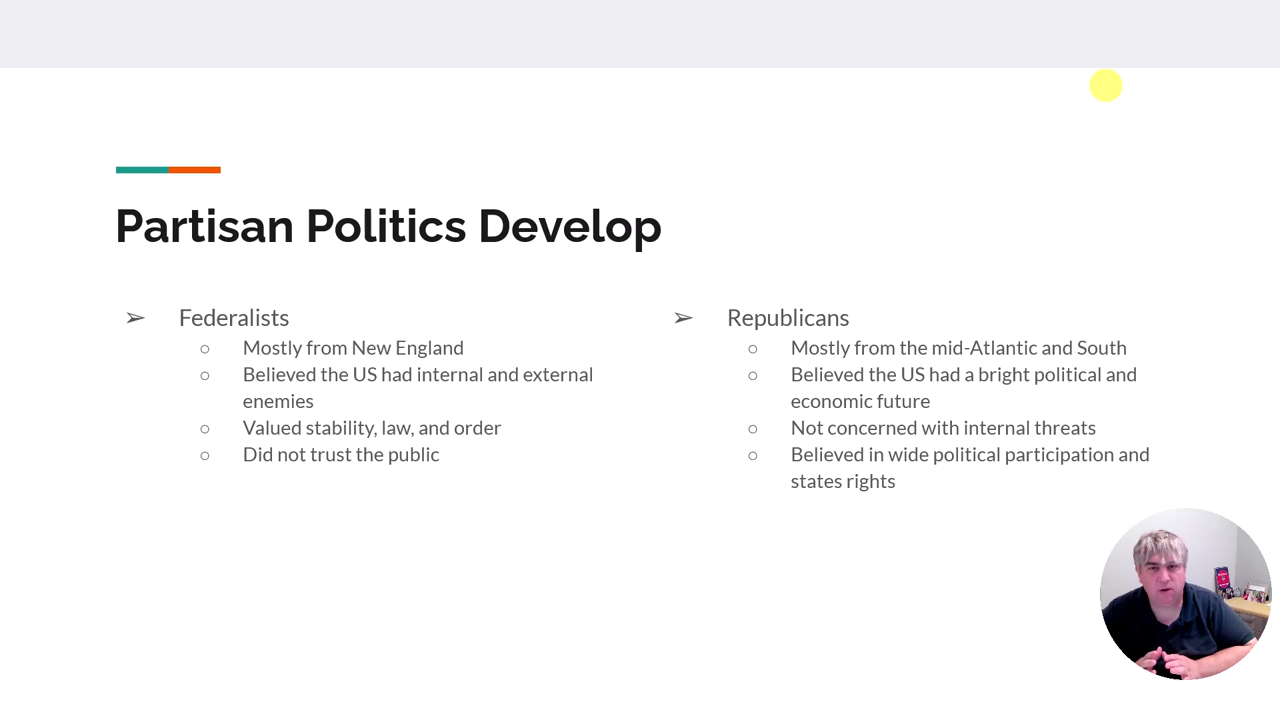 Partisan Politics Develop
➢ Federalists
○ Mostly from New England
○ Believed the US had internal and external
enemies
○ Valued stability, law, and order
○ Did not trust the public
➢ Republicans
○ Mostly from the mid-Atlantic and South
○ Believed the US had a bright political and
economic future
○ Not concerned with internal threats
○ Believed in wide political participation and
states rights